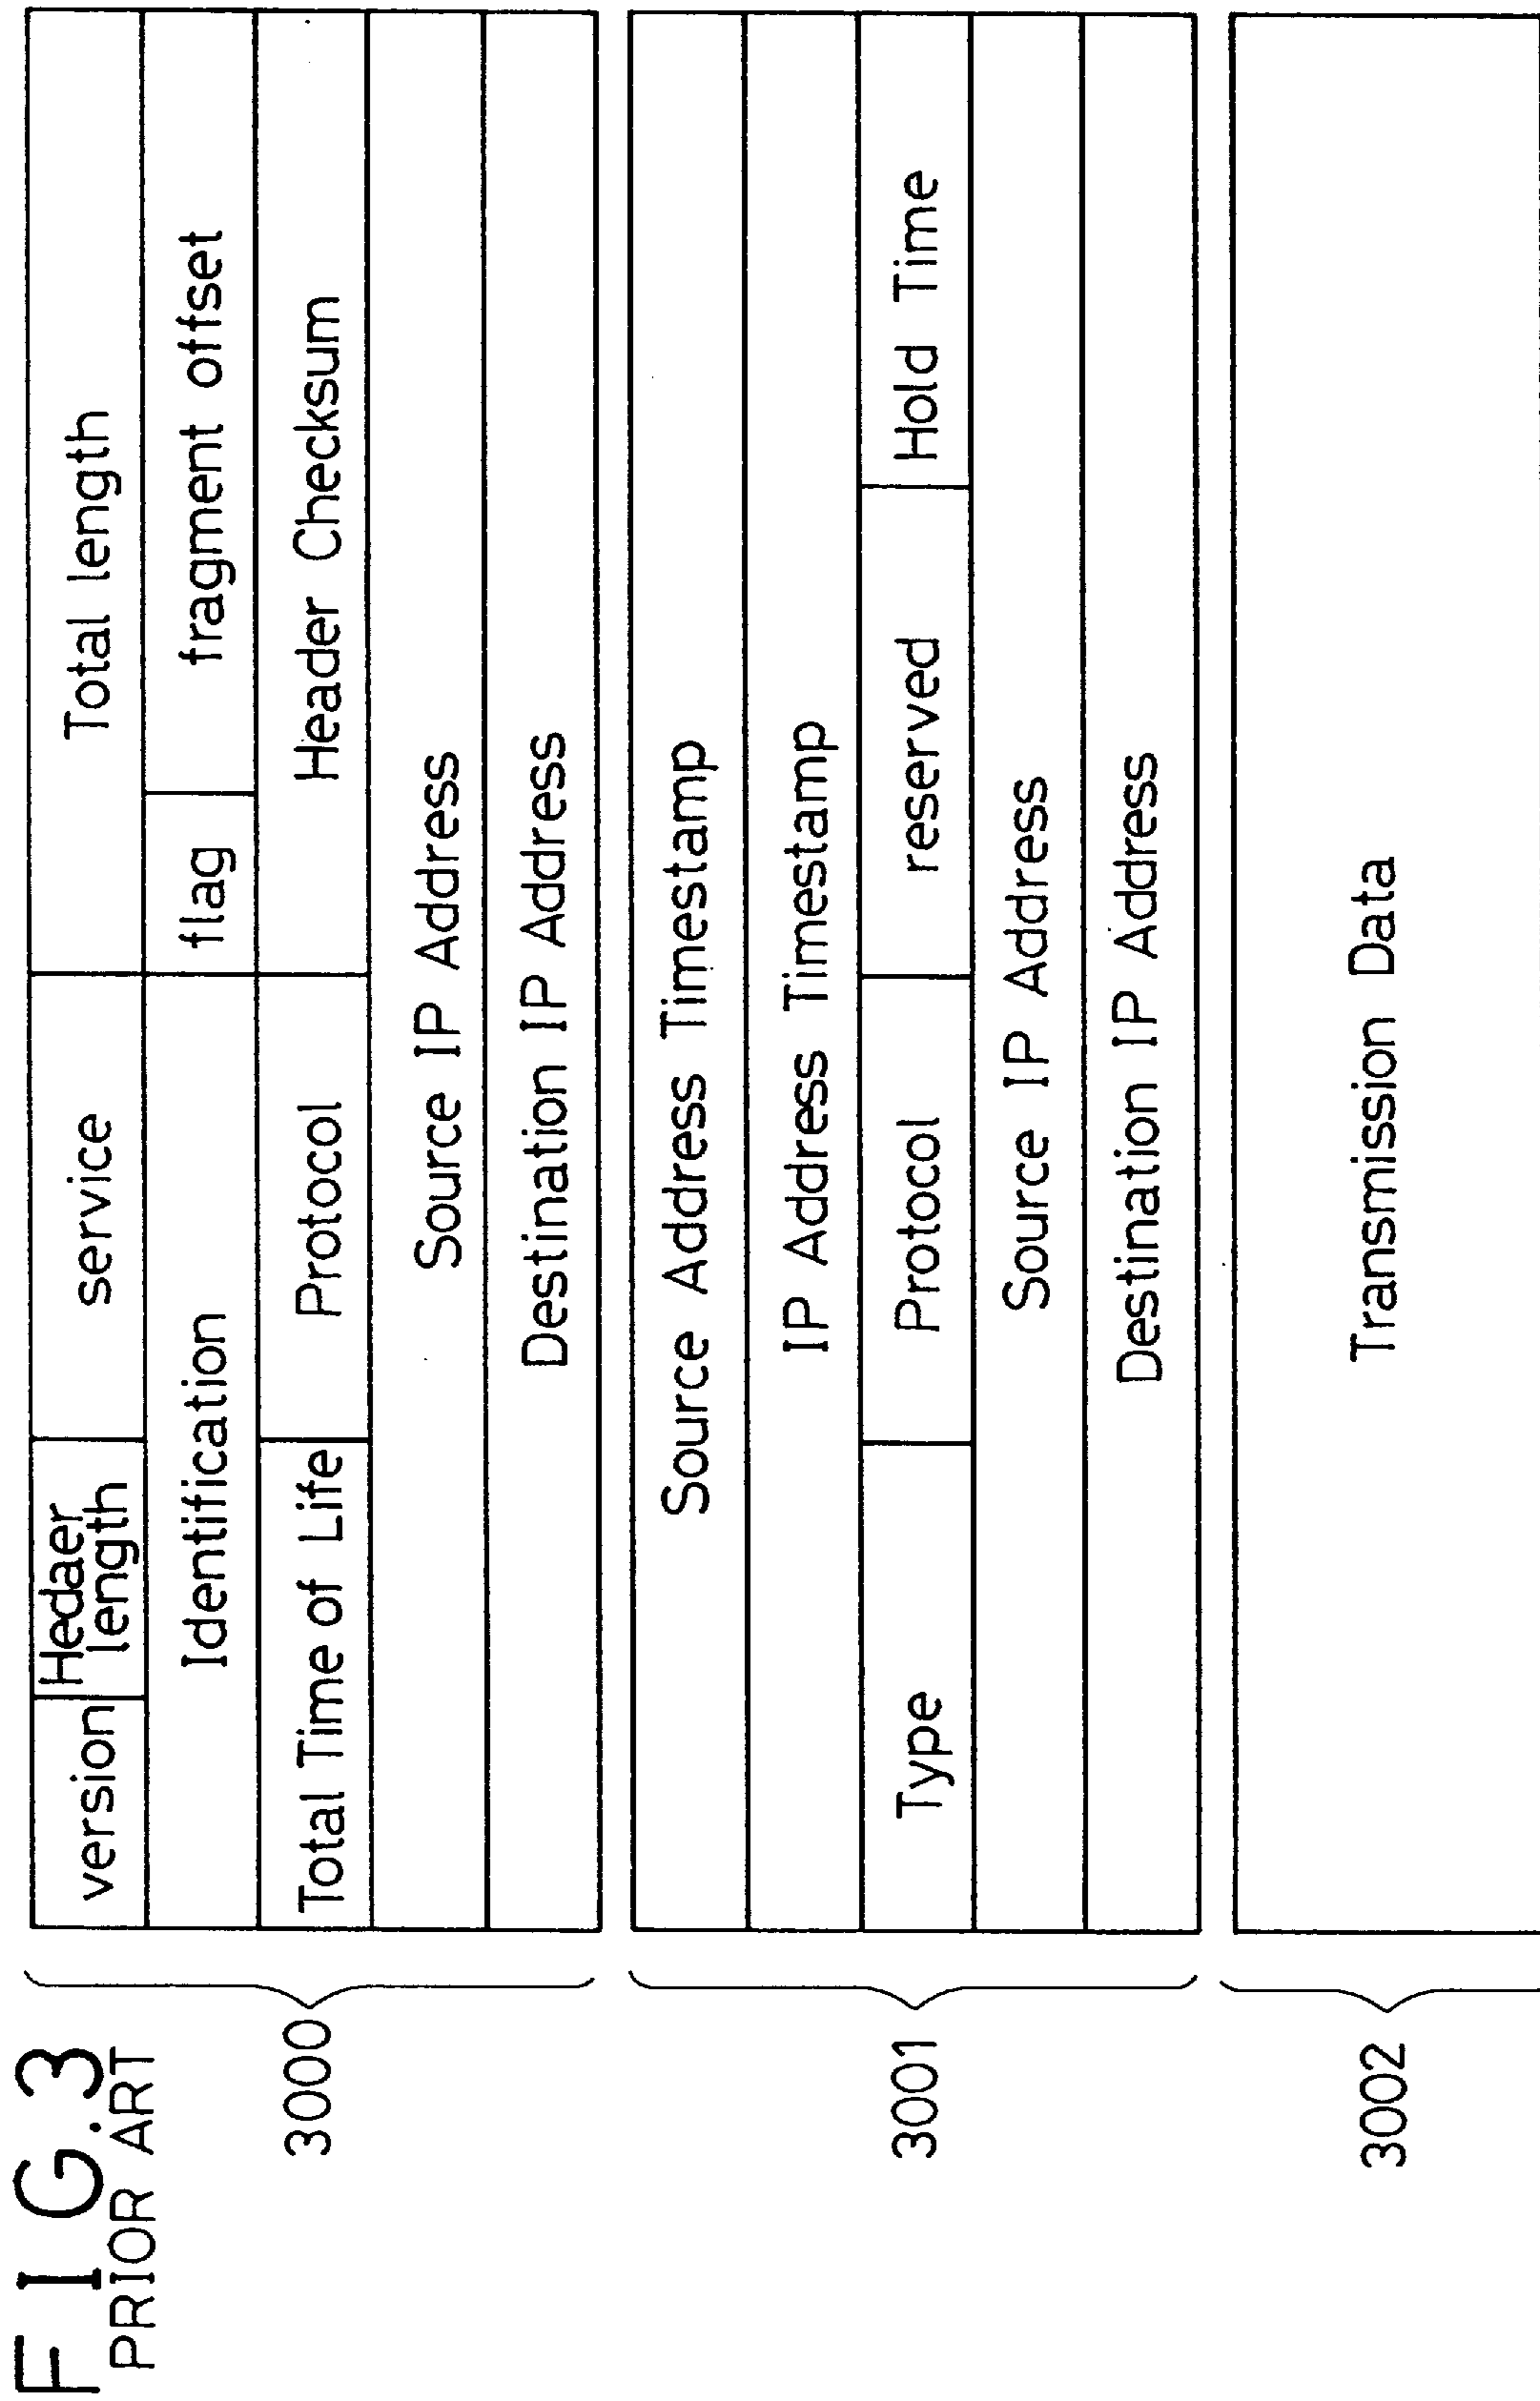 FIG.3
PRIOR ART
3000
version
Hedaer
length
service
Total length
Identification
flag
fragment offset
Total Time of Life
Protocol
Header Checksum
Source IP Address
Destination IP Address
3001
Source Address Timestamp
IP Address Timestamp
Type
Protocol
reserved
Hold Time
Source IP Address
Destination IP Address
3002
Transmission Data